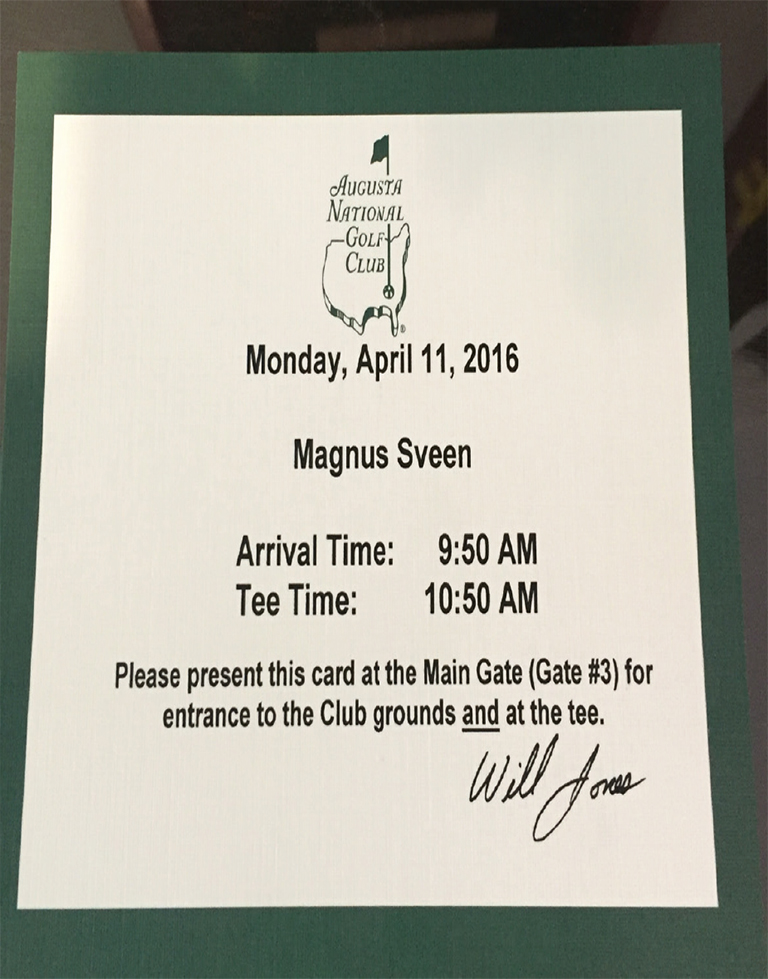 AUGUSTA
NATIONAL
GOLF
CLUB
®
Monday, April 11, 2016
Magnus Sveen
Arrival Time: 9:50 AM
Tee Time: 10:50 AM
Please present this card at the Main Gate (Gate #3) for
entrance to the Club grounds and at the tee.
Will Jones